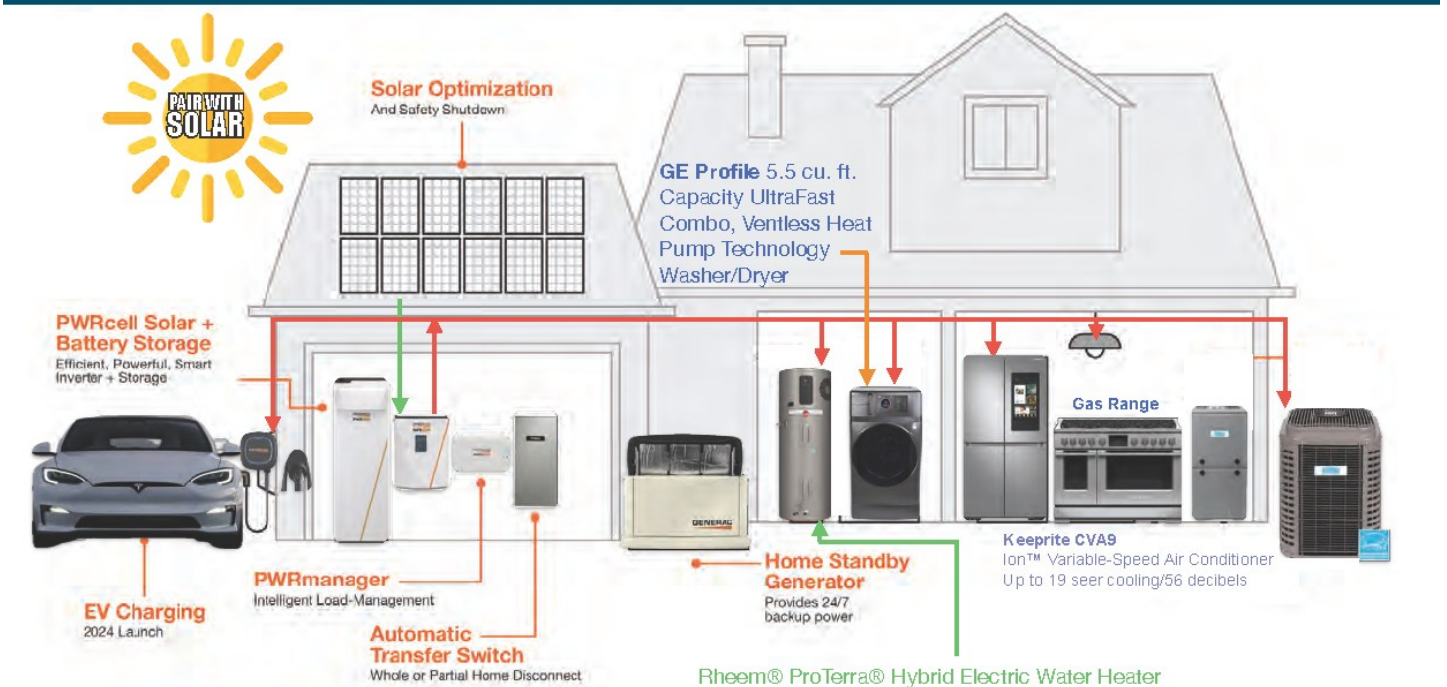 PAIR WITH
SOLAR
Solar Optimization
And Safety Shutdown
GE Profile 5.5 cu. ft.
Capacity UltraFast
Combo, Ventless Heat
Pump Technology
Washer/Dryer
PWRcell Solar +
Battery Storage
Efficient, Powerful, Smart
Inverter + Storage
Gas Range
GENERAC
Keeprite CVA9
Ion™ Variable-Speed Air Conditioner
Up to 19 seer cooling/56 decibels
Home Standby
Generator
Provides 24/7
backup power
PWRmanager
Intelligent Load-Management
EV Charging
2024 Launch
Automatic
Transfer Switch
Whole or Partial Home Disconnect
Rheem® ProTerra® Hybrid Electric Water Heater